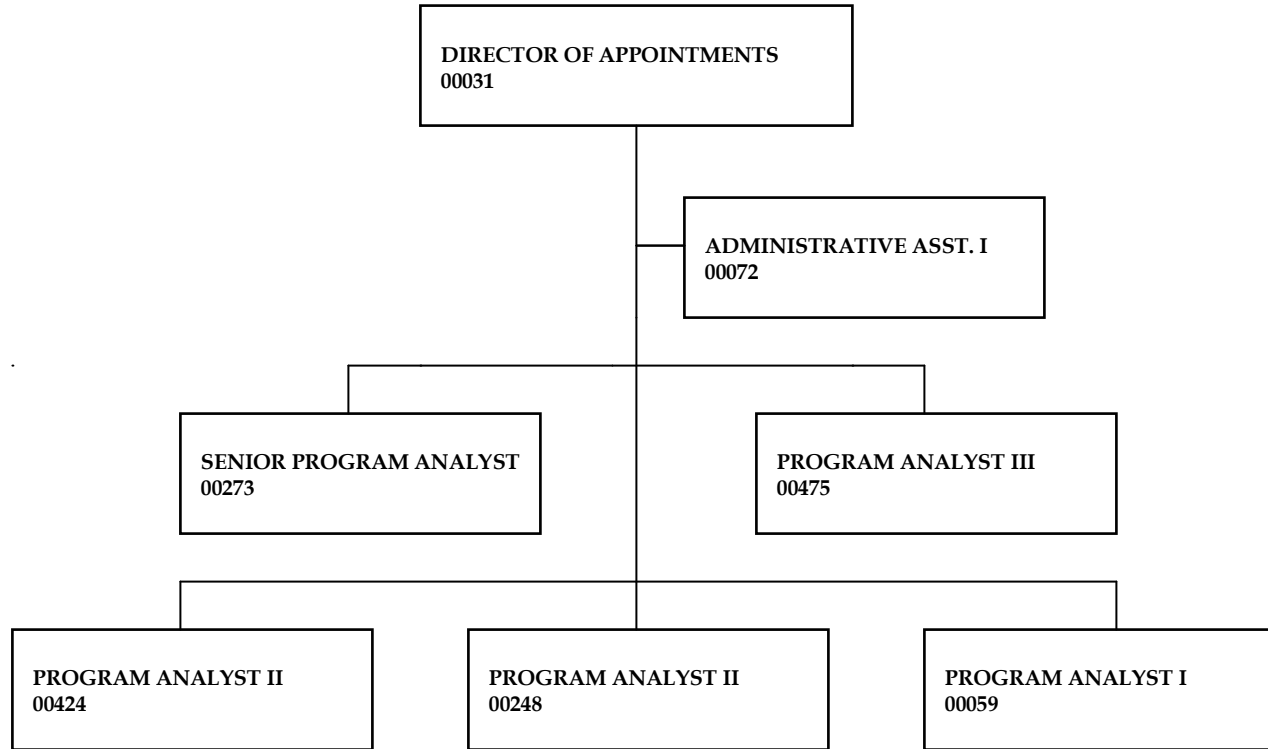 DIRECTOR OF APPOINTMENTS
00031
ADMINISTRATIVE ASST. I
00072
SENIOR PROGRAM ANALYST
00273
PROGRAM ANALYST III
00475
PROGRAM ANALYST II
00424
PROGRAM ANALYST II
00248
PROGRAM ANALYST I
00059